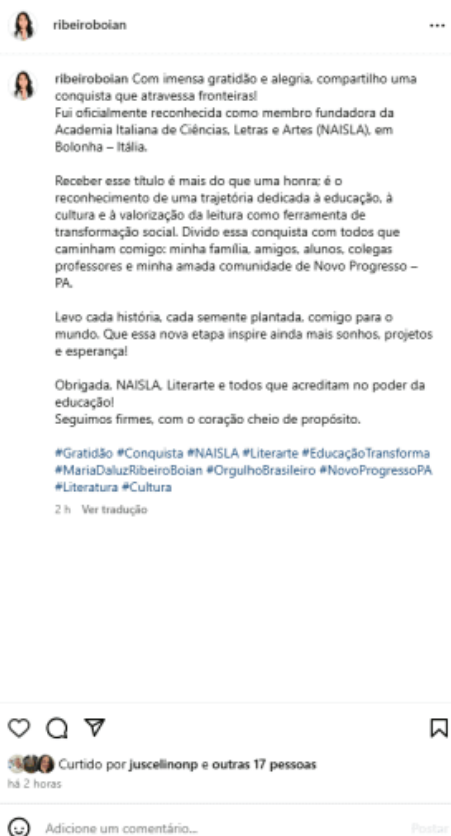 ribeiroboian
ribeiroboian Com imensa gratidão e alegria, compartilho uma
conquista que atravessa fronteiras!
Fui oficialmente reconhecida como membro fundadora da
Academia Italiana de Ciências, Letras e Artes (NAISLA), em
Bolonha – Itália.
Receber esse título é mais do que uma honra: é o
reconhecimento de uma trajetória dedicada à educação, à
cultura e à valorização da leitura como ferramenta de
transformação social. Divido essa conquista com todos que
caminham comigo: minha família, amigos, alunos, colegas
professores e minha amada comunidade de Novo Progresso –
PA.
Levo cada história, cada semente plantada, comigo para o
mundo. Que essa nova etapa inspire ainda mais sonhos, projetos
e esperança!
Obrigada, NAISLA, Literarte e todos que acreditam no poder da
educação!
Seguimos firmes, com o coração cheio de propósito.
#Gratidão #Conquista #NAISLA #Literarte #EducaçãoTransforma
#MariaDaluzRibeiroBoian #OrgulhoBrasileiro #NovoProgressoPA
#Literatura #Cultura
2 h Ver tradução
Curtido por juscelinonp e outras 17 pessoas
há 2 horas
Adicione um comentário... Postar